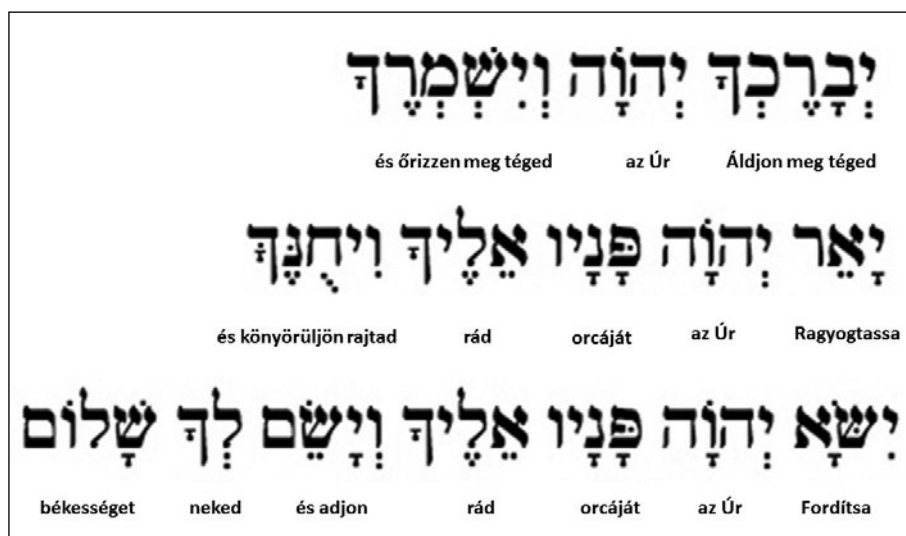 יְבָרֶכְךָ יְהוָֹה וְיִשְׁמְרֶךָ
és őrizzen meg téged az Úr Áldjon meg téged
יָאֵר יְהוָֹה פָּנָיו אֵלֶיךָ וִיחֻנֶּךָּ
és könyörüljön rajtad rád orcáját az Úr Ragyogtassa
יִשָּׂא יְהוָֹה פָּנָיו אֵלֶיךָ וְיָשֵׂם לְךָ שָׁלוֹם
békességet neked és adjon rád orcáját az Úr Fordítsa